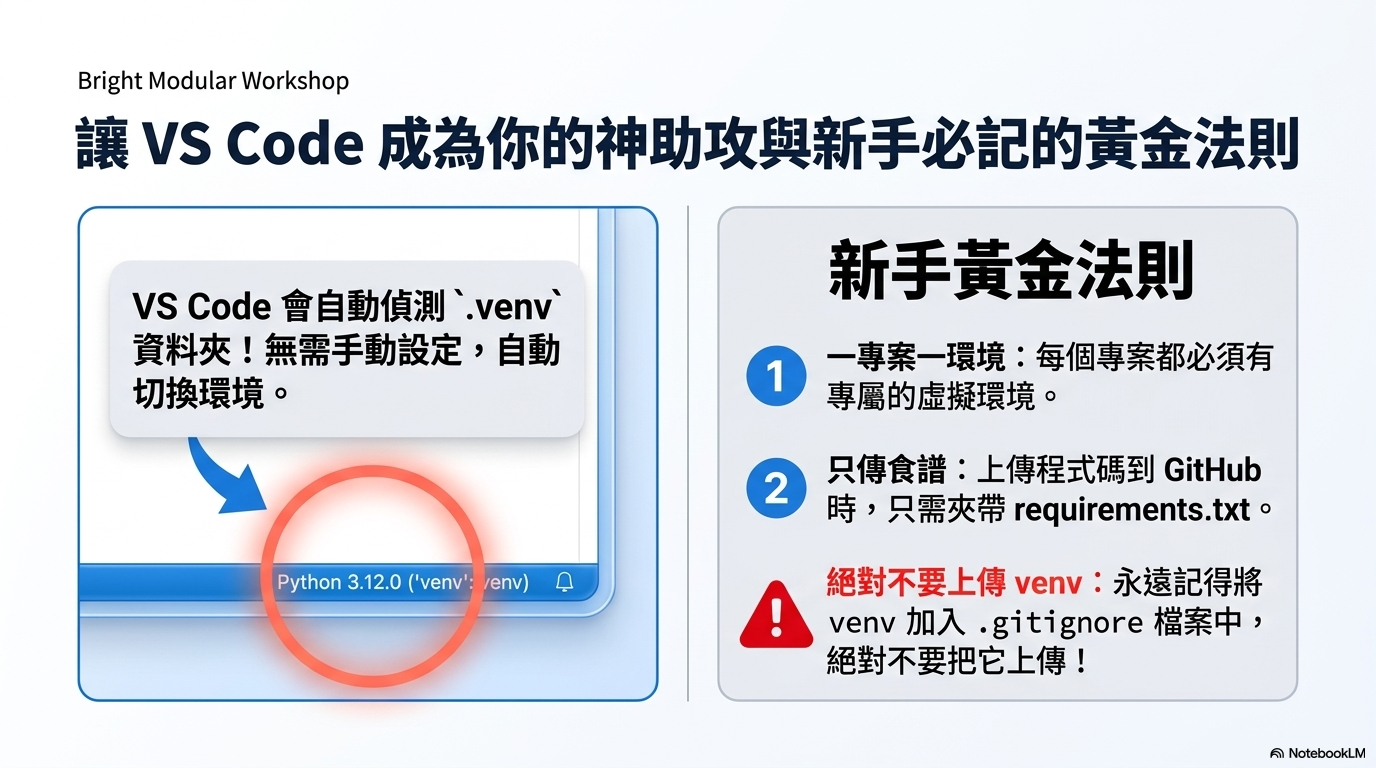 Bright Modular Workshop
讓 VS Code 成為你的神助攻與新手必記的黃金法則
VS Code 會自動偵測 `.venv`
資料夾！無需手動設定，自動
切換環境。
Python 3.12.0 ('venv': venv)
新手黃金法則
1
一專案一環境：每個專案都必須有
專屬的虛擬環境。
2
只傳食譜：上傳程式碼到 GitHub
時，只需夾帶 requirements.txt。
絕對不要上傳 venv：永遠記得將
venv 加入 .gitignore 檔案中，
絕對不要把它上傳！
NotebookLM